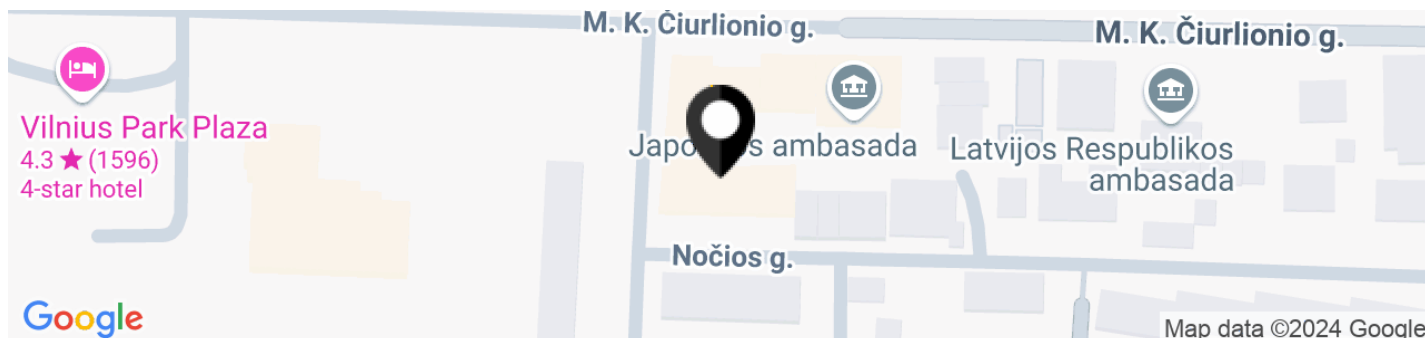 M. K. Čiurlionio g.
M. K. Čiurlionio g.
Vilnius Park Plaza
4.3 ★ (1596)
4-star hotel
ambasada
Latvijos Respublikos
ambasada
Nočios g.
Google
Map data ©2024 Google